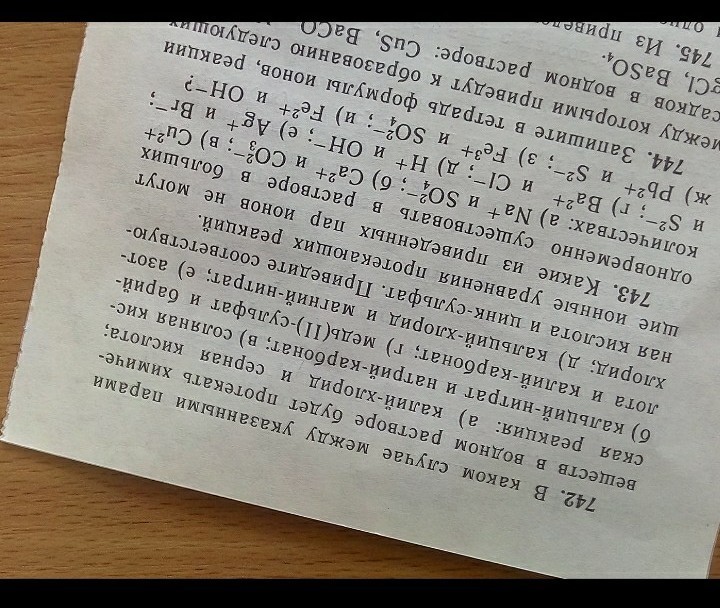 742. В каком случае между указанными парами
веществ в водном растворе будет протекать химиче-
ская реакция: а) калий-хлорид и серная кислота;
б) кальций-нитрат и натрий-карбонат; в) соляная кис-
лота и калий-карбонат; г) медь(II)-сульфат и барий-
хлорид; д) кальций-хлорид и магний-нитрат; е) азот-
ная кислота и цинк-сульфат. Приведите соответствую-
щие ионные уравнения протекающих реакций.
743. Какие из приведенных пар ионов не могут
одновременно существовать в растворе в больших
количествах: а) Na⁺ и SO₄²⁻; б) Ca²⁺ и CO₃²⁻; в) Cu²⁺
и S²⁻; г) Ba²⁺ и Cl⁻; д) H⁺ и OH⁻; е) Ag⁺ и Br⁻;
ж) Pb²⁺ и S²⁻; з) Fe³⁺ и SO₄²⁻; и) Fe²⁺ и OH⁻?
744. Запишите в тетрадь формулы ионов, реакции
между которыми приведут к образованию следующих
садков в водном растворе: CuS, BaCO
gCl, BaSO₄.
745. Из